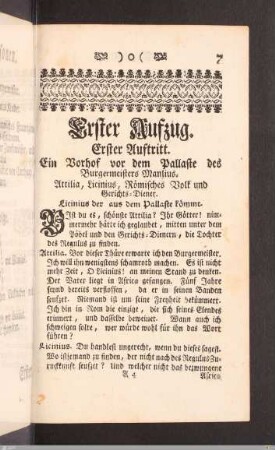 ) o (
7
Erster Aufzug.
Erster Auftritt.
Ein Vorhof vor dem Pallaste des
Burgermeisters Manlius.
Attilia, Licinius, Römisches Volk und
Gerichts-Diener.
Licinius der aus dem Pallaste kömmt.
Bist du es, schönste Attilia? Ihr Götter! nim-
mermehr hätte ich geglaubt, mitten unter dem
Pöbel und den Gerichts-Dienern, die Tochter
des Regulus zu finden.
Attilia. Vor dieser Thüre erwarte ich den Burgemeister,
Ich will ihn wenigstens schamroth machen. Es ist nicht
mehr Zeit, O Licinius! an meinen Stand zu denken.
Der Vater liegt in Africa gefangen. Fünf Jahre
sind bereits verflossen, da er in seinen Banden
seufzet. Niemand ist um seine Freyheit bekümmert.
Ich bin in Rom die einzige, die sich seines Elendes
erinnert, und dasselbe beweinet. Wann auch ich
schweigen solte, wer würde wohl für ihn das Wort
führen?
Licinius. Du handlest ungerecht, wenn du dieses sagest.
Wo ist jemand zu finden, der nicht nach des Regulus Zu-
rückkunft seufzet? Und welcher nicht das bezwungene
A 4
Africa